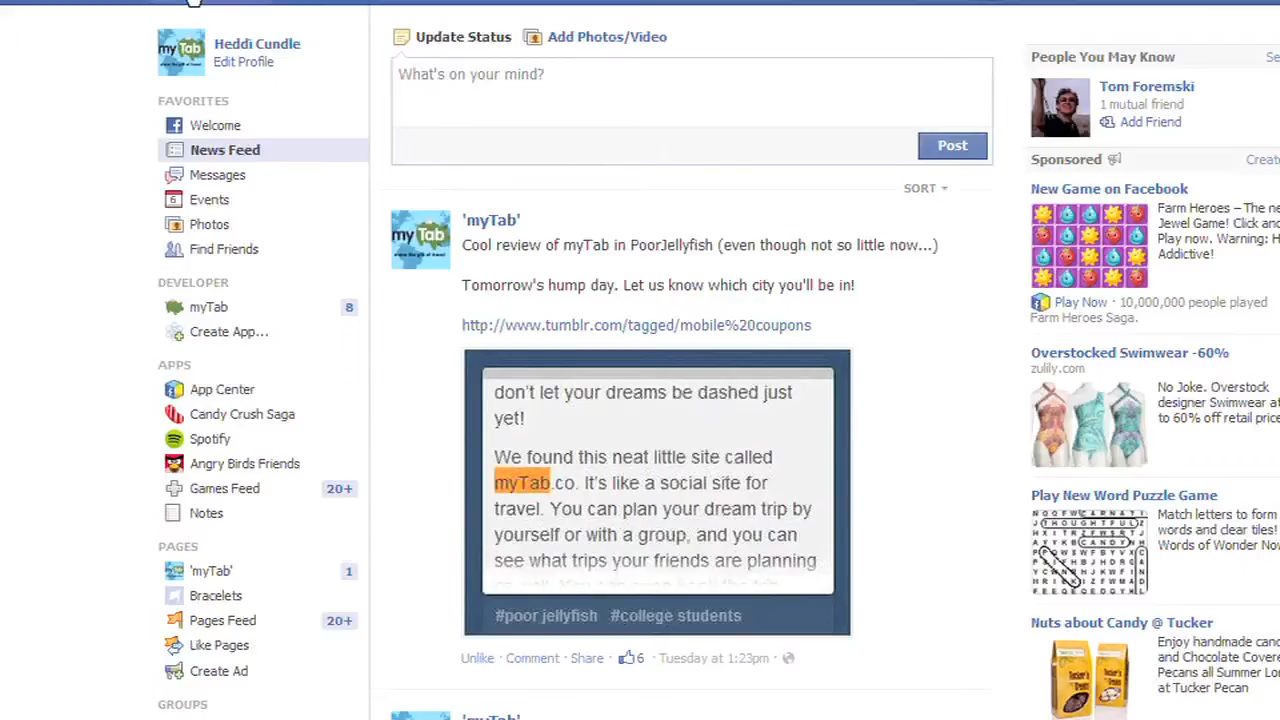 Heddi Cundle
Edit Profile
FAVORITES
Welcome
News Feed
Messages
Events
Photos
Find Friends
DEVELOPER
myTab 8
Create App...
APPS
App Center
Candy Crush Saga
Spotify
Angry Birds Friends
Games Feed 20+
Notes
PAGES
'myTab' 1
Bracelets
Pages Feed 20+
Like Pages
Create Ad
GROUPS
Update Status Add Photos/Video
What's on your mind?
Post
SORT
'myTab'
myTab
Cool review of myTab in PoorJellyfish (even though not so little now...)
Tomorrow's hump day. Let us know which city you'll be in!
http://www.tumblr.com/tagged/mobile%20coupons
don't let your dreams be dashed just
yet!
We found this neat little site called
myTab.co. It's like a social site for
travel. You can plan your dream trip by
yourself or with a group, and you can
see what trips your friends are planning
#poor jellyfish #college students
Unlike · Comment · Share · 6 · Tuesday at 1:23pm ·
'myTab'
People You May Know Se
Tom Foremski
1 mutual friend
Add Friend
Sponsored Create
New Game on Facebook
Farm Heroes – The ne
Jewel Game! Click and
Play now. Warning: H
Addictive!
Play Now · 10,000,000 people played
Farm Heroes Saga.
Overstocked Swimwear -60%
zulily.com
No Joke. Overstock
designer Swimwear at
to 60% off retail price
Play New Word Puzzle Game
Match letters to form
words and clear tiles!
Words of Wonder Now
Nuts about Candy @ Tucker
Enjoy handmade cand
and Chocolate Covere
Pecans all Summer Lon
at Tucker Pecan